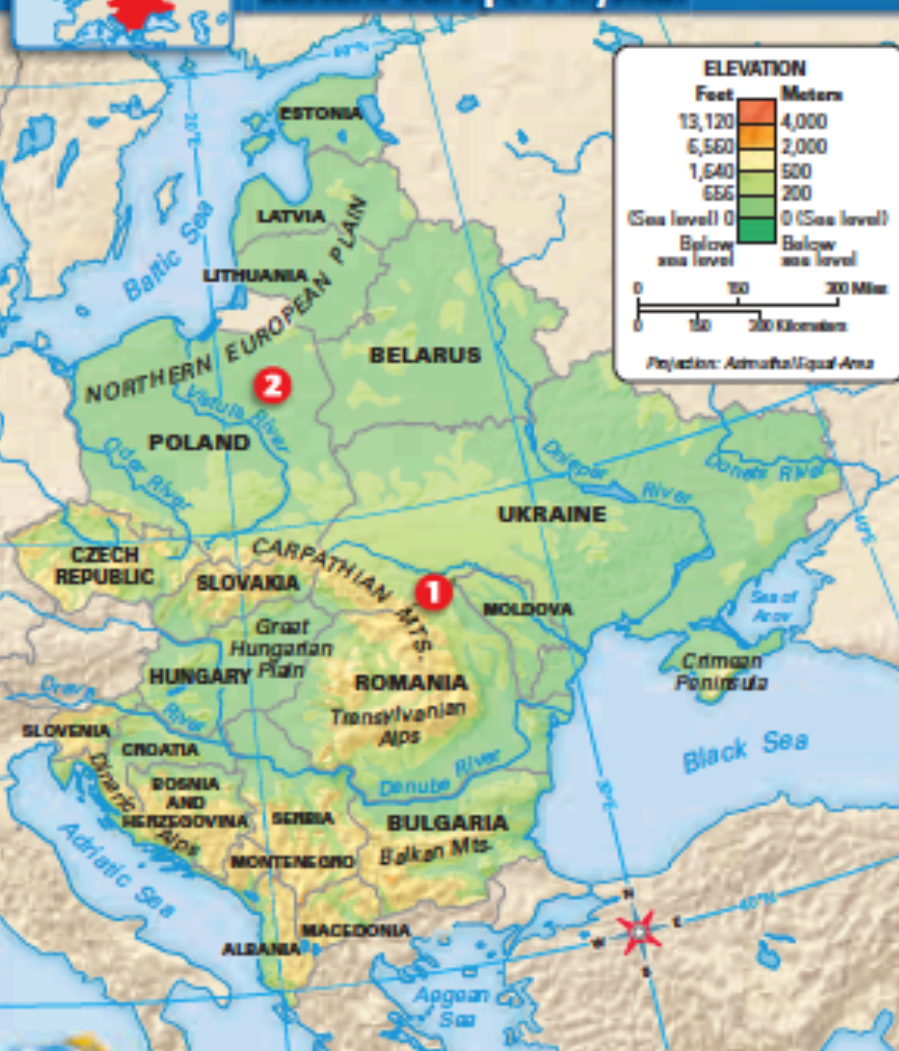 60°N
20°E
ELEVATION
Feet Meters
13,120 4,000
6,560 2,000
1,640 500
656 200
(Sea level) 0 0 (Sea level)
Below sea level
Below sea level
0 150 300 Miles
0 150 300 Kilometers
Projection: Azimuthal Equal-Area
ESTONIA
LATVIA
LITHUANIA
Baltic Sea
NORTHERN EUROPEAN PLAIN
BELARUS
2
Vistula River
POLAND
Oder River
Dnieper River
Donets River
UKRAINE
40°E
CZECH
REPUBLIC
CARPATHIAN MTS.
SLOVAKIA
1
MOLDOVA
Sea of
Azov
Great
Hungarian
Plain
HUNGARY
Crimean
Peninsula
ROMANIA
Transylvanian
Alps
Drava
River
SLOVENIA
CROATIA
Black Sea
Danube River
30°E
Dinaric
Alps
BOSNIA
AND
HERZEGOVINA
SERBIA
BULGARIA
Balkan Mts.
MONTENEGRO
Adriatic Sea
N
E
W
S
40°N
MACEDONIA
ALBANIA
Aegean
Sea